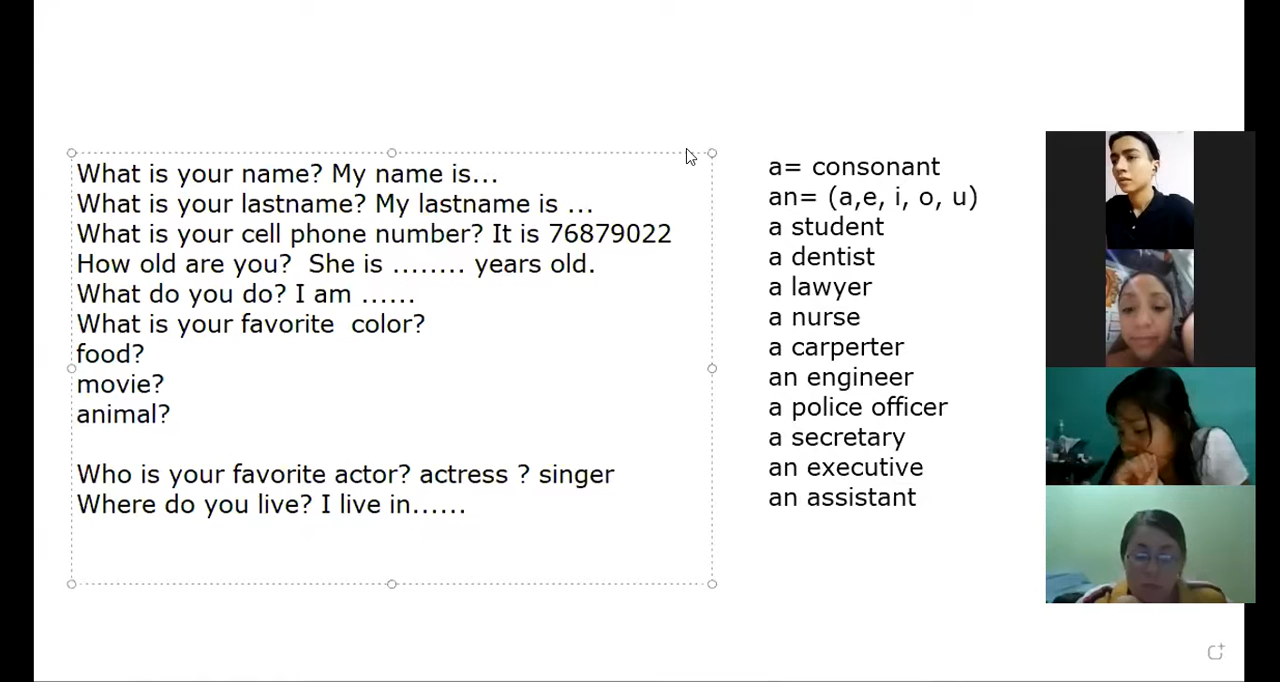 What is your name? My name is...
What is your lastname? My lastname is ...
What is your cell phone number? It is 76879022
How old are you?  She is ........ years old.
What do you do? I am ......
What is your favorite  color?
food?
movie?
animal?
Who is your favorite actor? actress ? singer
Where do you live? I live in......
a= consonant
an= (a,e, i, o, u)
a student
a dentist
a lawyer
a nurse
a carperter
an engineer
a police officer
a secretary
an executive
an assistant